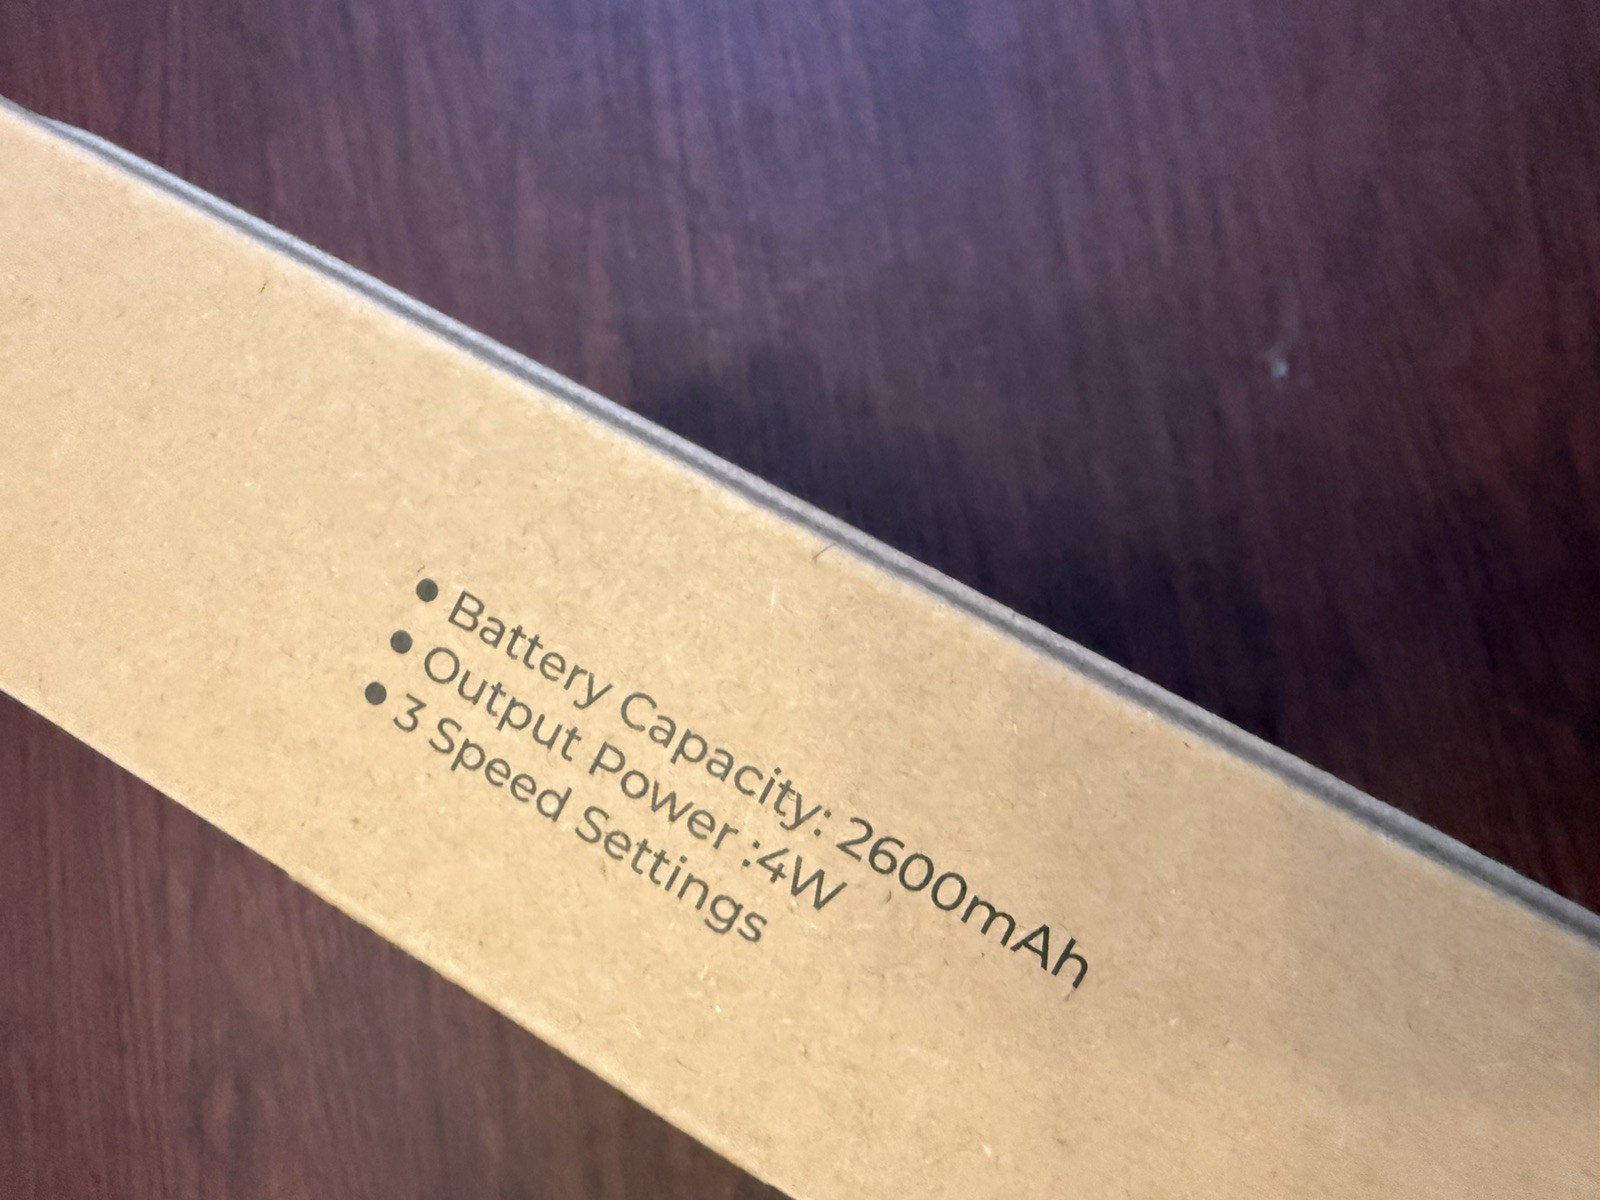 • Battery Capacity: 2600mAh
• Output Power :4W
• 3 Speed Settings